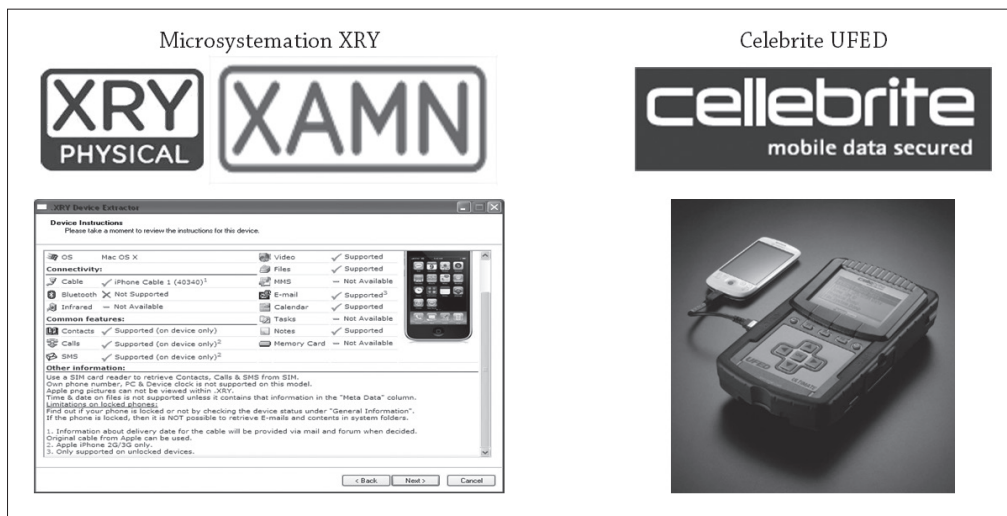 Microsystemation XRY
XRY
PHYSICAL
XAMN
XRY Device Extractor
Device Instructions
Please take a moment to review the instructions for this device.
OS Mac OS X
Connectivity:
Cable iPhone Cable 1 (40340)1
Bluetooth Not Supported
Infrared Not Available
Common features:
Contacts Supported (on device only)
Calls Supported (on device only)2
SMS Supported (on device only)2
Video Supported
Files Supported
MMS Not Available
E-mail Supported3
Calendar Supported
Tasks Not Available
Notes Supported
Memory Card Not Available
Other information:
Use a SIM card reader to retrieve Contacts, Calls & SMS from SIM.
Own phone number, PC & Device clock is not supported on this model.
Apple png pictures can not be viewed within .XRY.
Time & date on files is not supported unless it contains that information in the "Meta Data" column.
Limitations on locked phones:
Find out if your phone is locked or not by checking the device status under "General Information".
If the phone is locked, then it is NOT possible to retrieve E-mails and contents in system folders.
1. Information about delivery date for the cable will be provided via mail and forum when decided.
Original cable from Apple can be used.
2. Apple iPhone 2G/3G only.
3. Only supported on unlocked devices.
< Back Next > Cancel
Celebrite UFED
cellebrite
mobile data secured
ULTIMATE